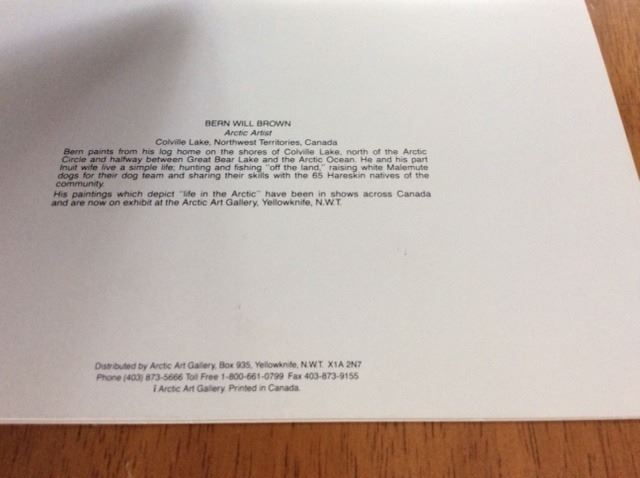 BERN WILL BROWN
Arctic Artist
Colville Lake, Northwest Territories, Canada
Bern paints from his log home on the shores of Colville Lake, north of the Arctic
Circle and halfway between Great Bear Lake and the Arctic Ocean. He and his part
Inuit wife live a simple life; hunting and fishing "off the land," raising white Malemute
dogs for their dog team and sharing their skills with the 65 Hareskin natives of the
community.
His paintings which depict "life in the Arctic" have been in shows across Canada
and are now on exhibit at the Arctic Art Gallery, Yellowknife, N.W.T.
Distributed by Arctic Art Gallery, Box 935, Yellowknife, N.W.T. X1A 2N7
Phone (403) 873-5666 Toll Free 1-800-661-0799 Fax 403-873-9155
Arctic Art Gallery. Printed in Canada.